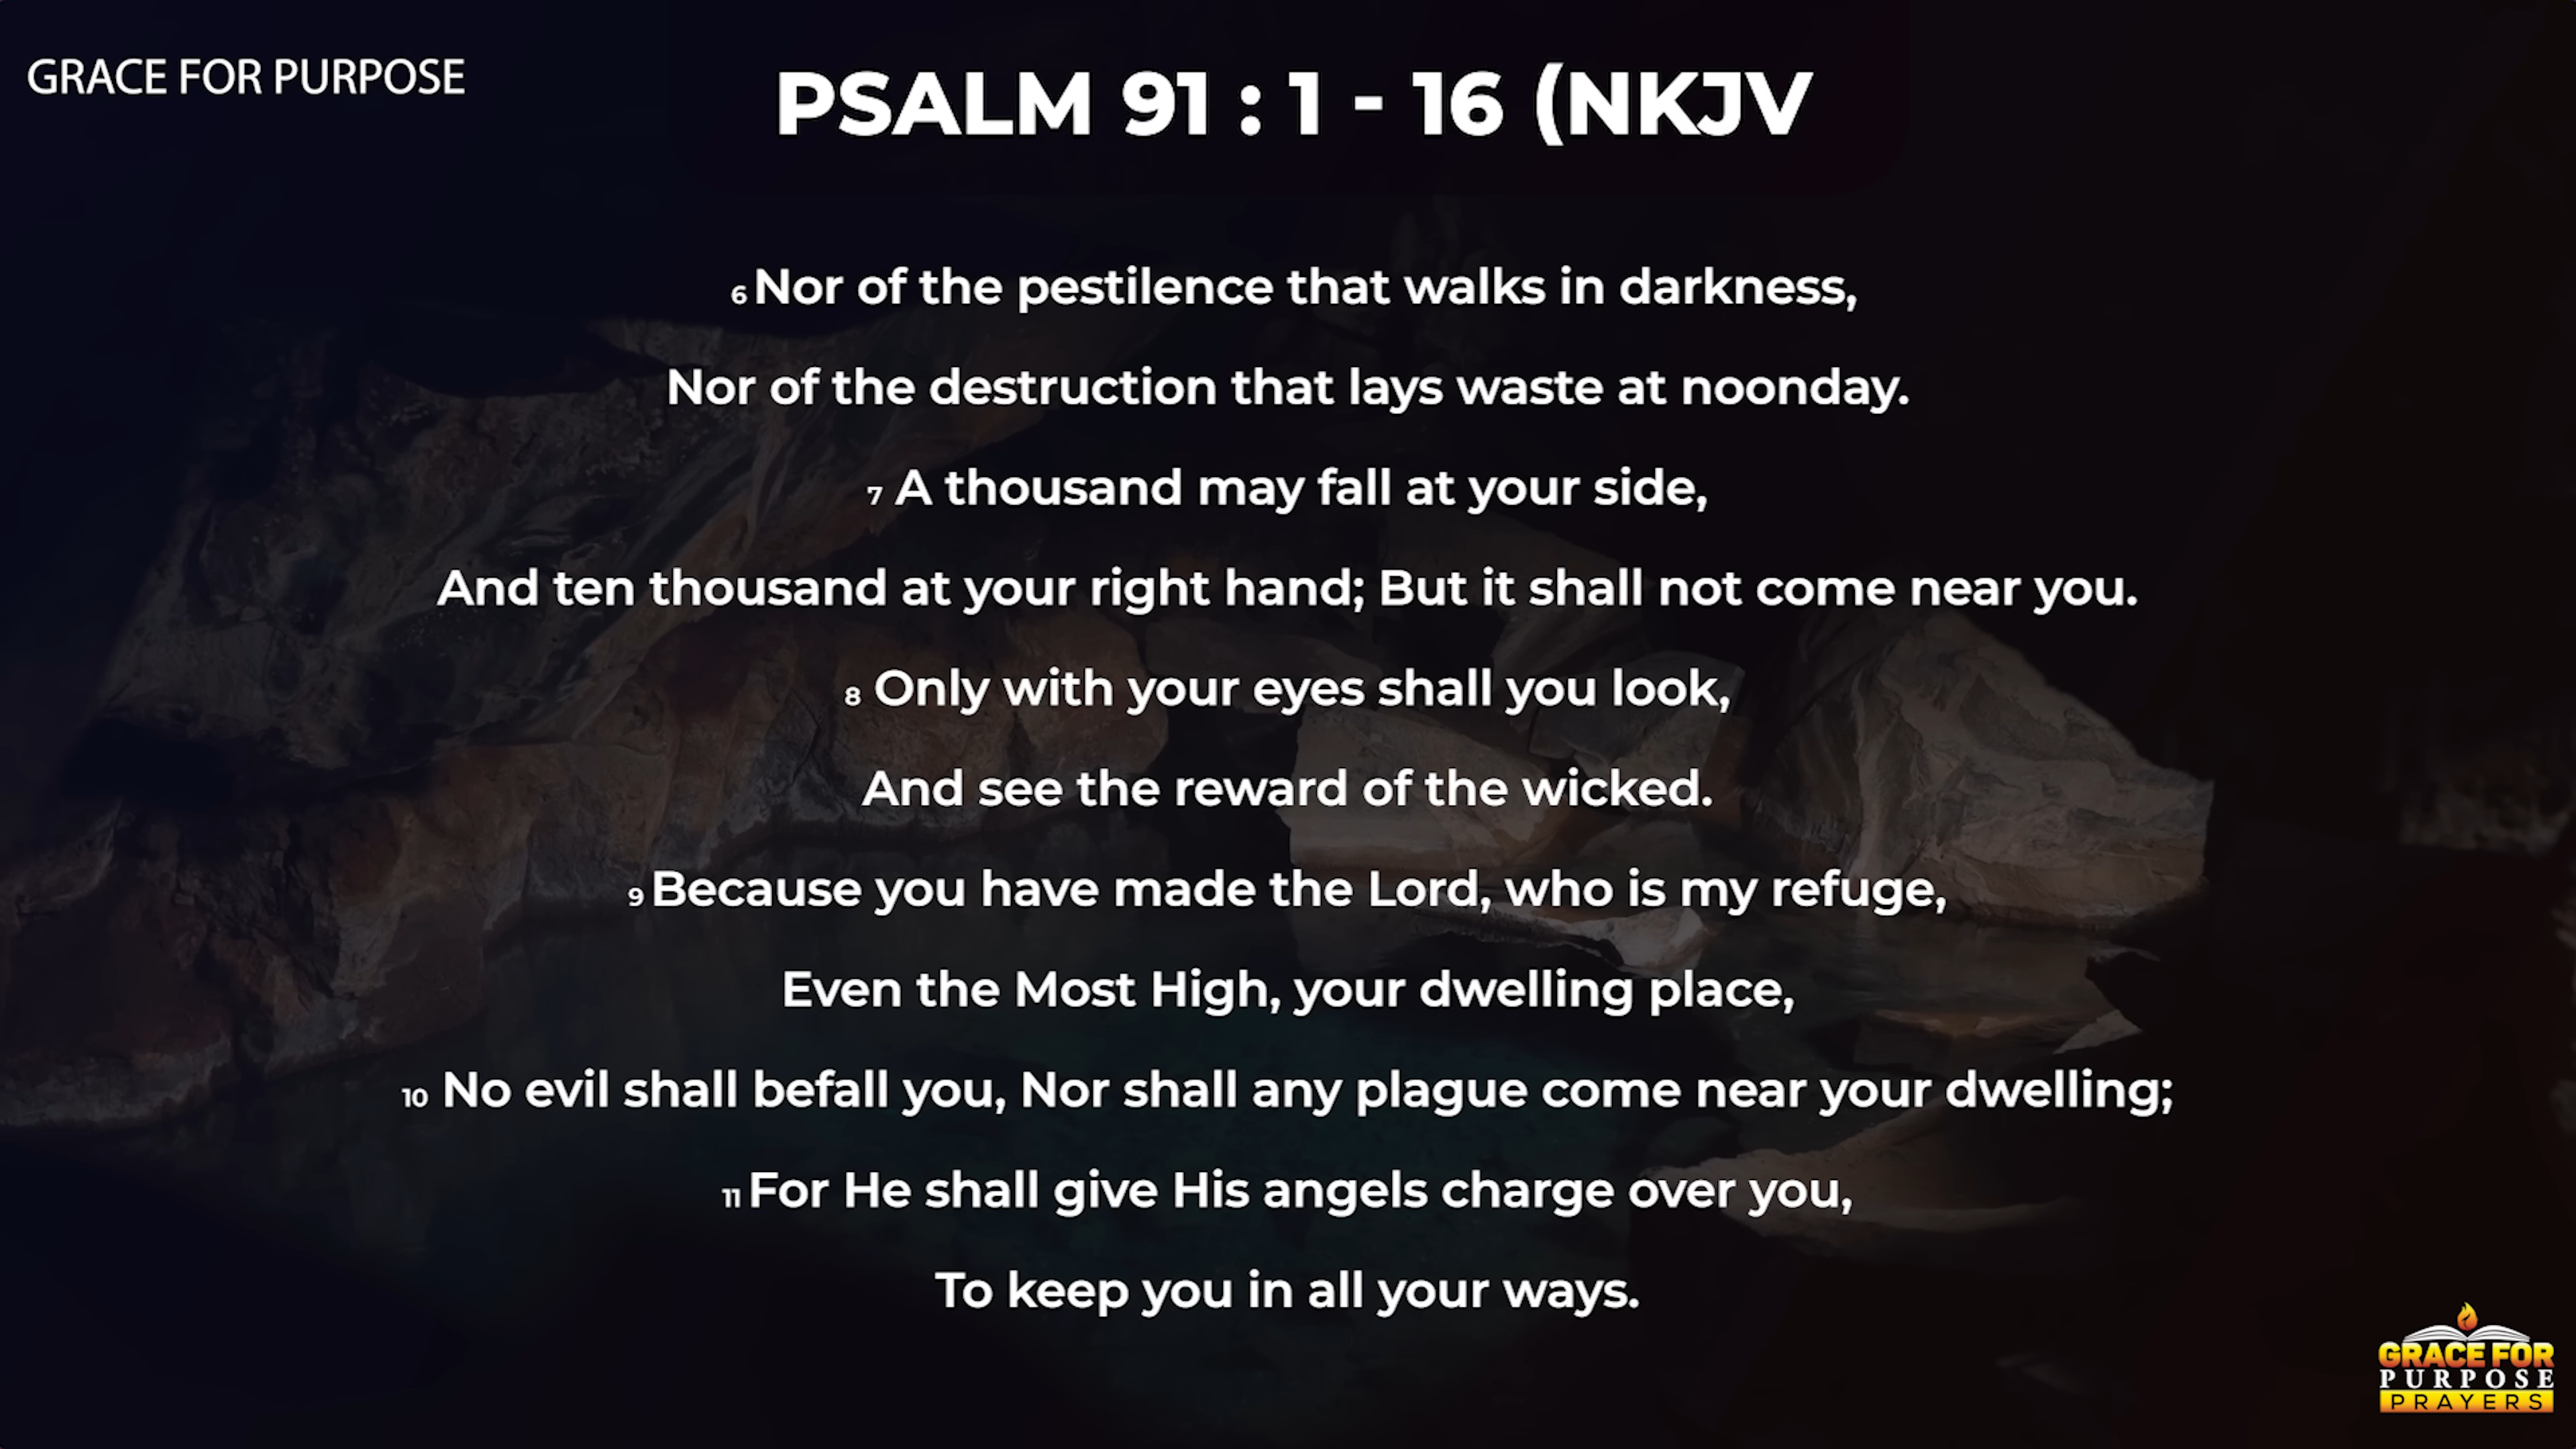 GRACE FOR PURPOSE
PSALM 91 : 1 - 16 (NKJV
6 Nor of the pestilence that walks in darkness,
Nor of the destruction that lays waste at noonday.
7 A thousand may fall at your side,
And ten thousand at your right hand; But it shall not come near you.
8 Only with your eyes shall you look,
And see the reward of the wicked.
9 Because you have made the Lord, who is my refuge,
Even the Most High, your dwelling place,
10 No evil shall befall you, Nor shall any plague come near your dwelling;
11 For He shall give His angels charge over you,
To keep you in all your ways.
GRACE FOR
PURPOSE
PRAYERS